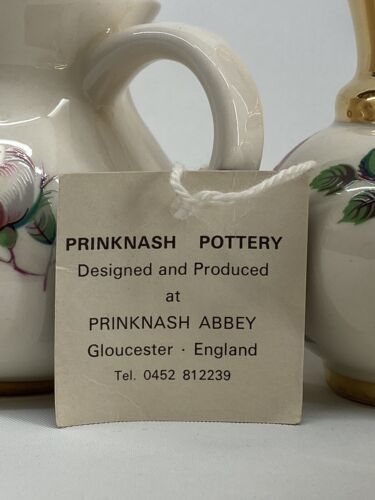 PRINKNASH POTTERY
Designed and Produced
at
PRINKNASH ABBEY
Gloucester · England
Tel. 0452 812239